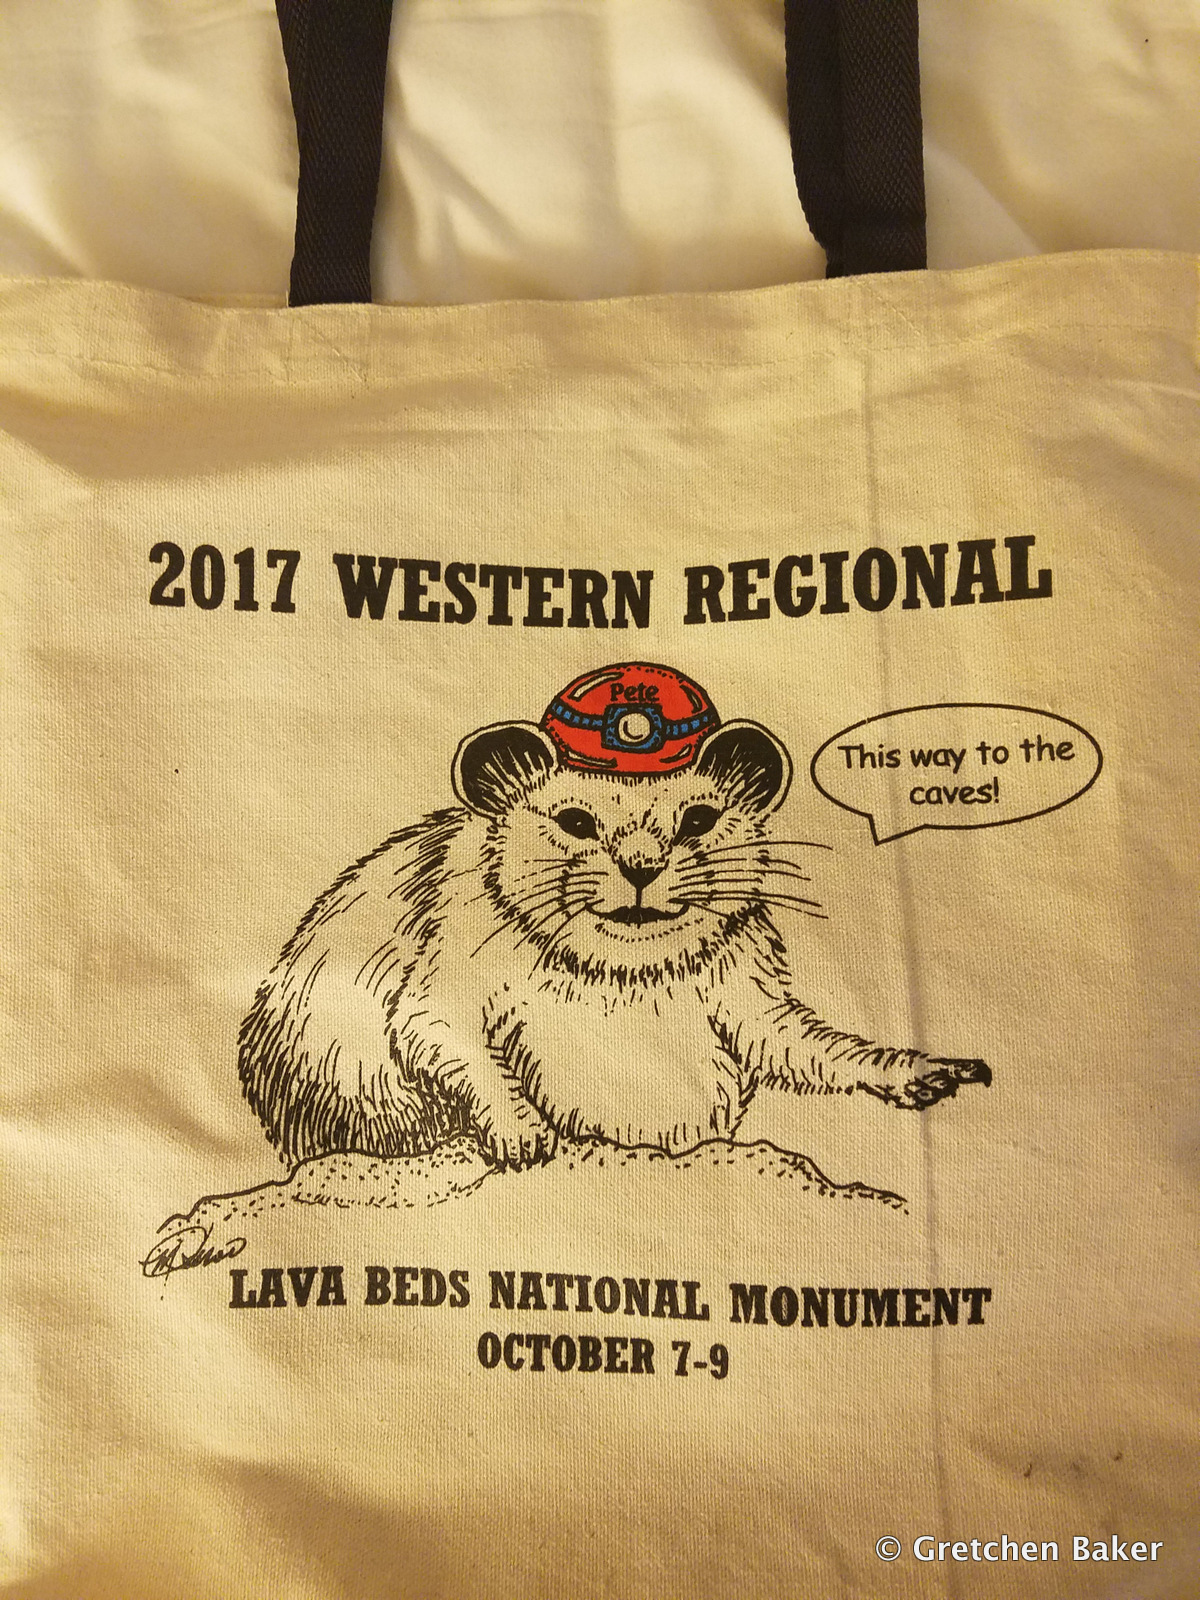 2017 WESTERN REGIONAL
Pete
This way to the
caves!
LAVA BEDS NATIONAL MONUMENT
OCTOBER 7-9
© Gretchen Baker